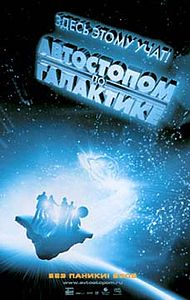 ЗДЕСЬ ЭТОМУ УЧАТ!
АВТОСТОПОМ
ПО
ГАЛАКТИКЕ
БЕЗ ПАНИКИ!
www.avtostopom.ru